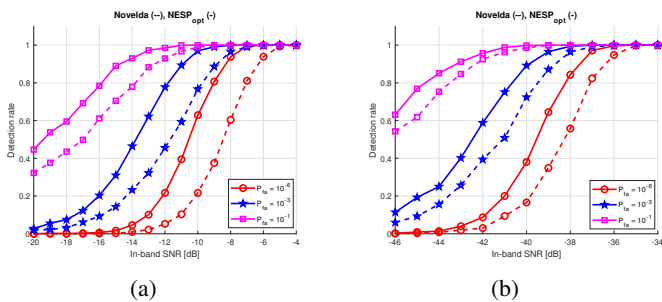 Novelda (--), NESP_opt (-)
1
0.8
0.6
0.4
0.2
0
Detection rate
-20 -18 -16 -14 -12 -10 -8 -6 -4
In-band SNR [dB]
P_fa = 10^-6
P_fa = 10^-3
P_fa = 10^-1
(a)
Novelda (--), NESP_opt (-)
1
0.8
0.6
0.4
0.2
0
Detection rate
-46 -44 -42 -40 -38 -36 -34
In-band SNR [dB]
P_fa = 10^-6
P_fa = 10^-3
P_fa = 10^-1
(b)